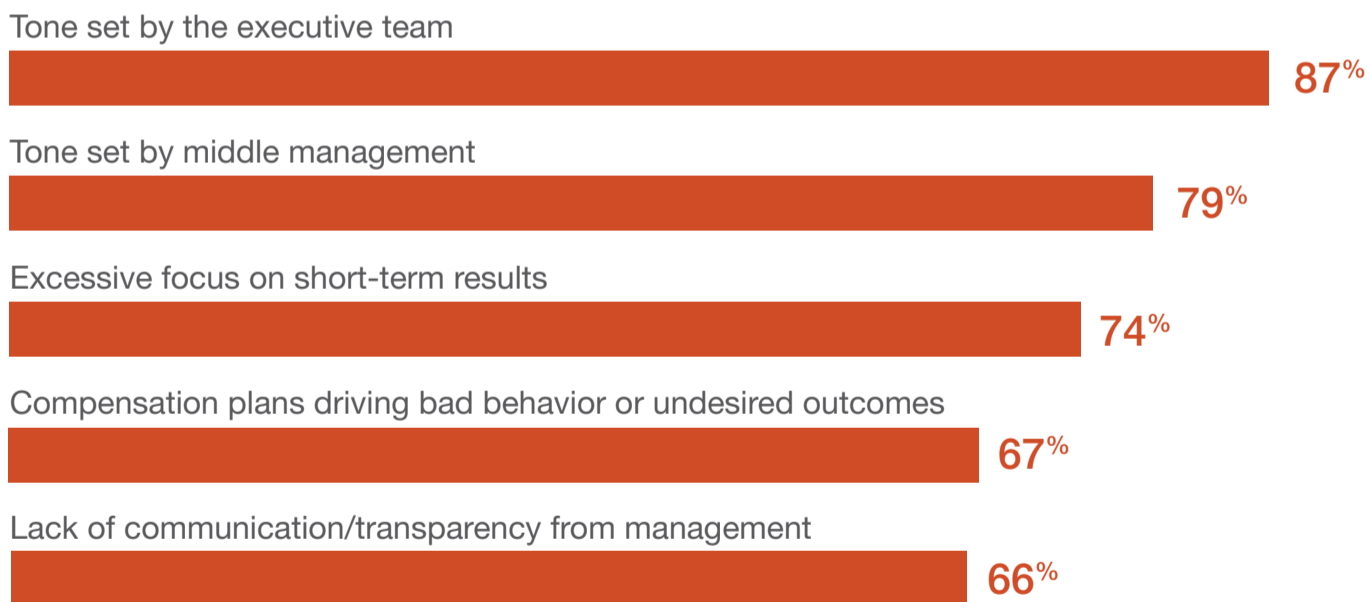 Tone set by the executive team
87%
Tone set by middle management
79%
Excessive focus on short-term results
74%
Compensation plans driving bad behavior or undesired outcomes
67%
Lack of communication/transparency from management
66%